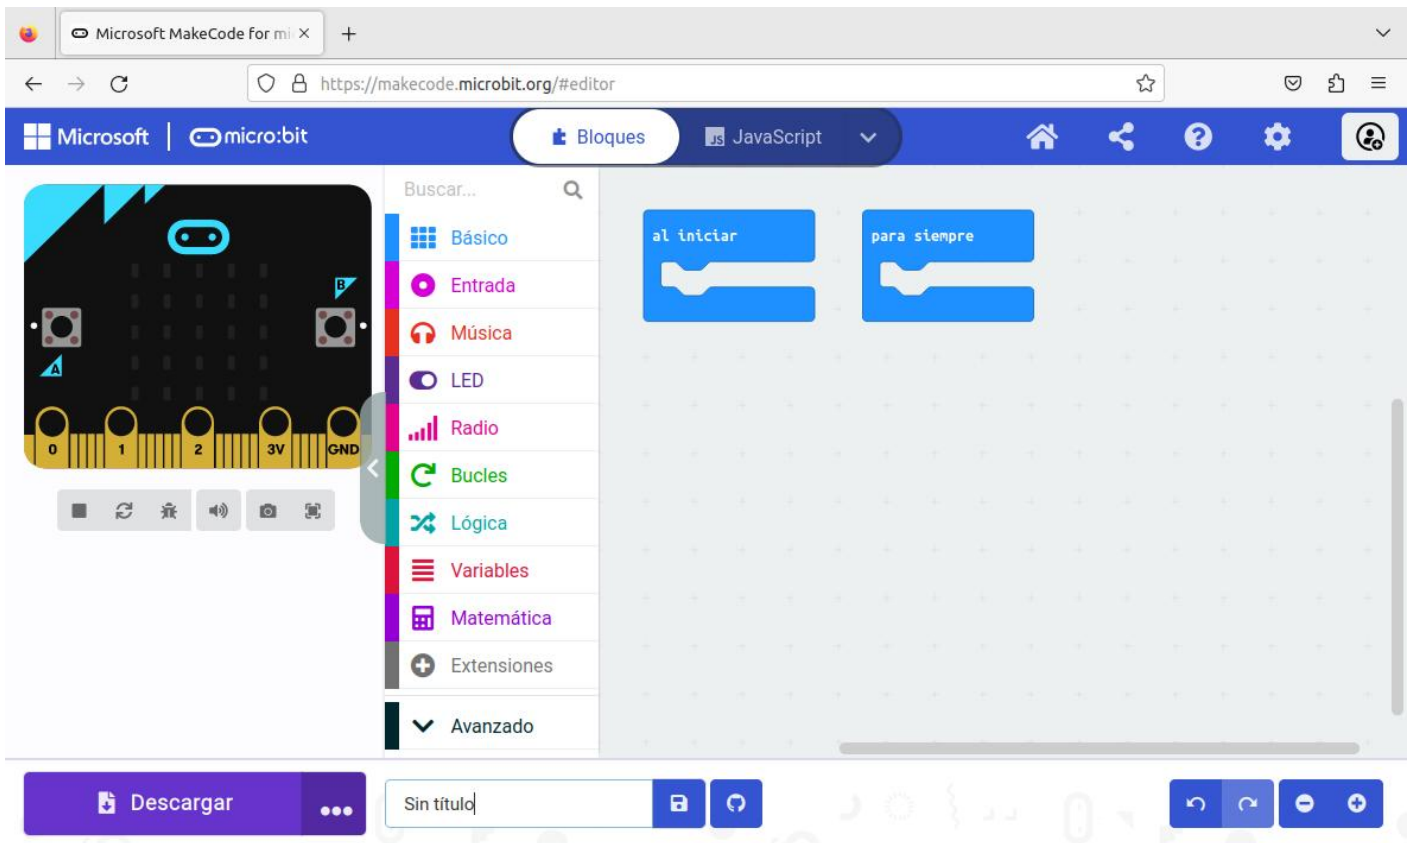 Microsoft MakeCode for mi
https://makecode.microbit.org/#editor
Microsoft | micro:bit
Bloques
JS JavaScript
Buscar...
Básico
Entrada
Música
LED
Radio
Bucles
Lógica
Variables
Matemática
Extensiones
Avanzado
al iniciar
para siempre
B
A
0 1 2 3V GND
Descargar
Sin título